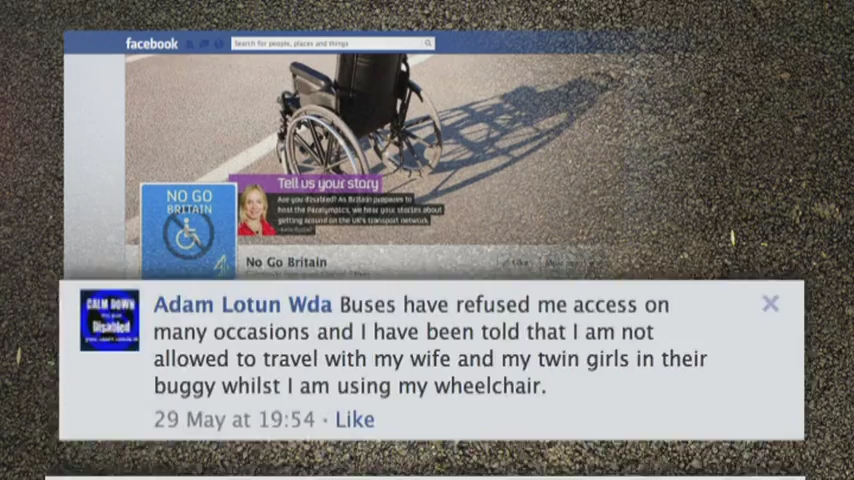 facebook
Search for people, places and things
Tell us your story
Are you disabled? As Britain prepares to
host the Paralympics, we hear your stories about
getting around on the UK's transport network.
NO GO
BRITAIN
4
No Go Britain
Like
CALM DOWN
Disabled
Adam Lotun Wda Buses have refused me access on
many occasions and I have been told that I am not
allowed to travel with my wife and my twin girls in their
buggy whilst I am using my wheelchair.
29 May at 19:54 · Like